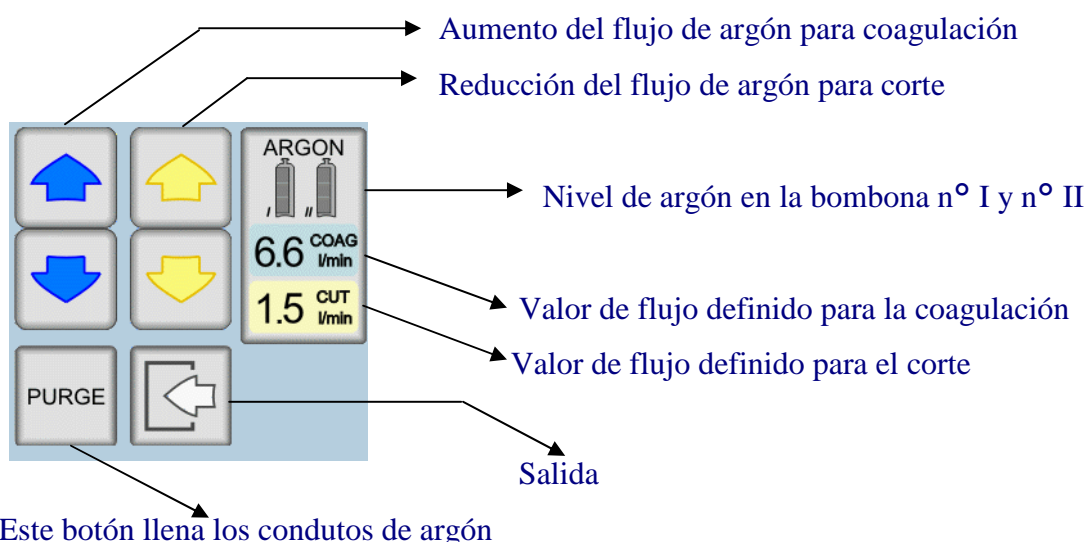 Aumento del flujo de argón para coagulación
Reducción del flujo de argón para corte
ARGON
I II
Nivel de argón en la bombona n° I y n° II
6.6 COAG l/min
1.5 CUT l/min
Valor de flujo definido para la coagulación
Valor de flujo definido para el corte
PURGE
Salida
Este botón llena los condutos de argón